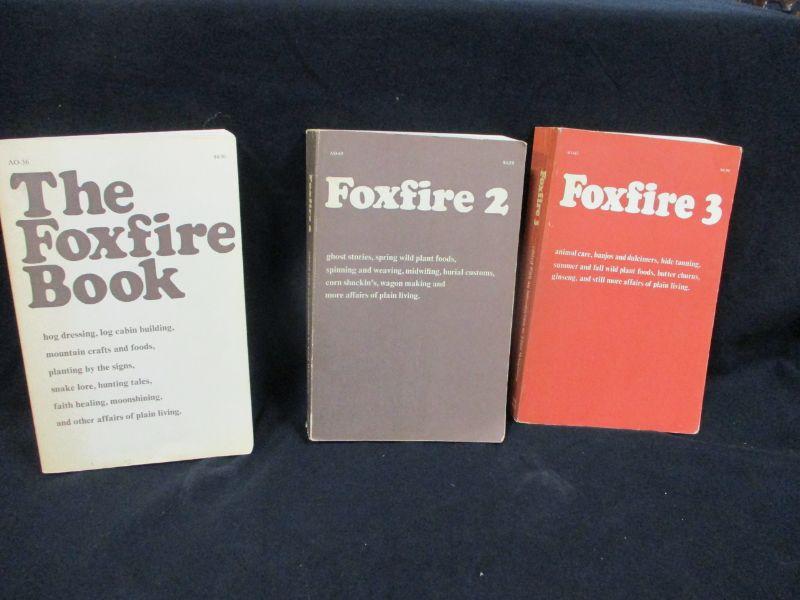 AO-36
The
Foxfire
Book
hog dressing, log cabin building,
mountain crafts and foods,
planting by the signs,
snake lore, hunting tales,
faith healing, moonshining,
and other affairs of plain living.
Foxfire 2
ghost stories, spring wild plant foods,
spinning and weaving, midwifing, burial customs,
corn shuckin's, wagon making and
more affairs of plain living.
Foxfire 3
Foxfire 3
animal care, banjos and dulcimers, hide tanning,
summer and fall wild plant foods, butter churns,
ginseng, and still more affairs of plain living.